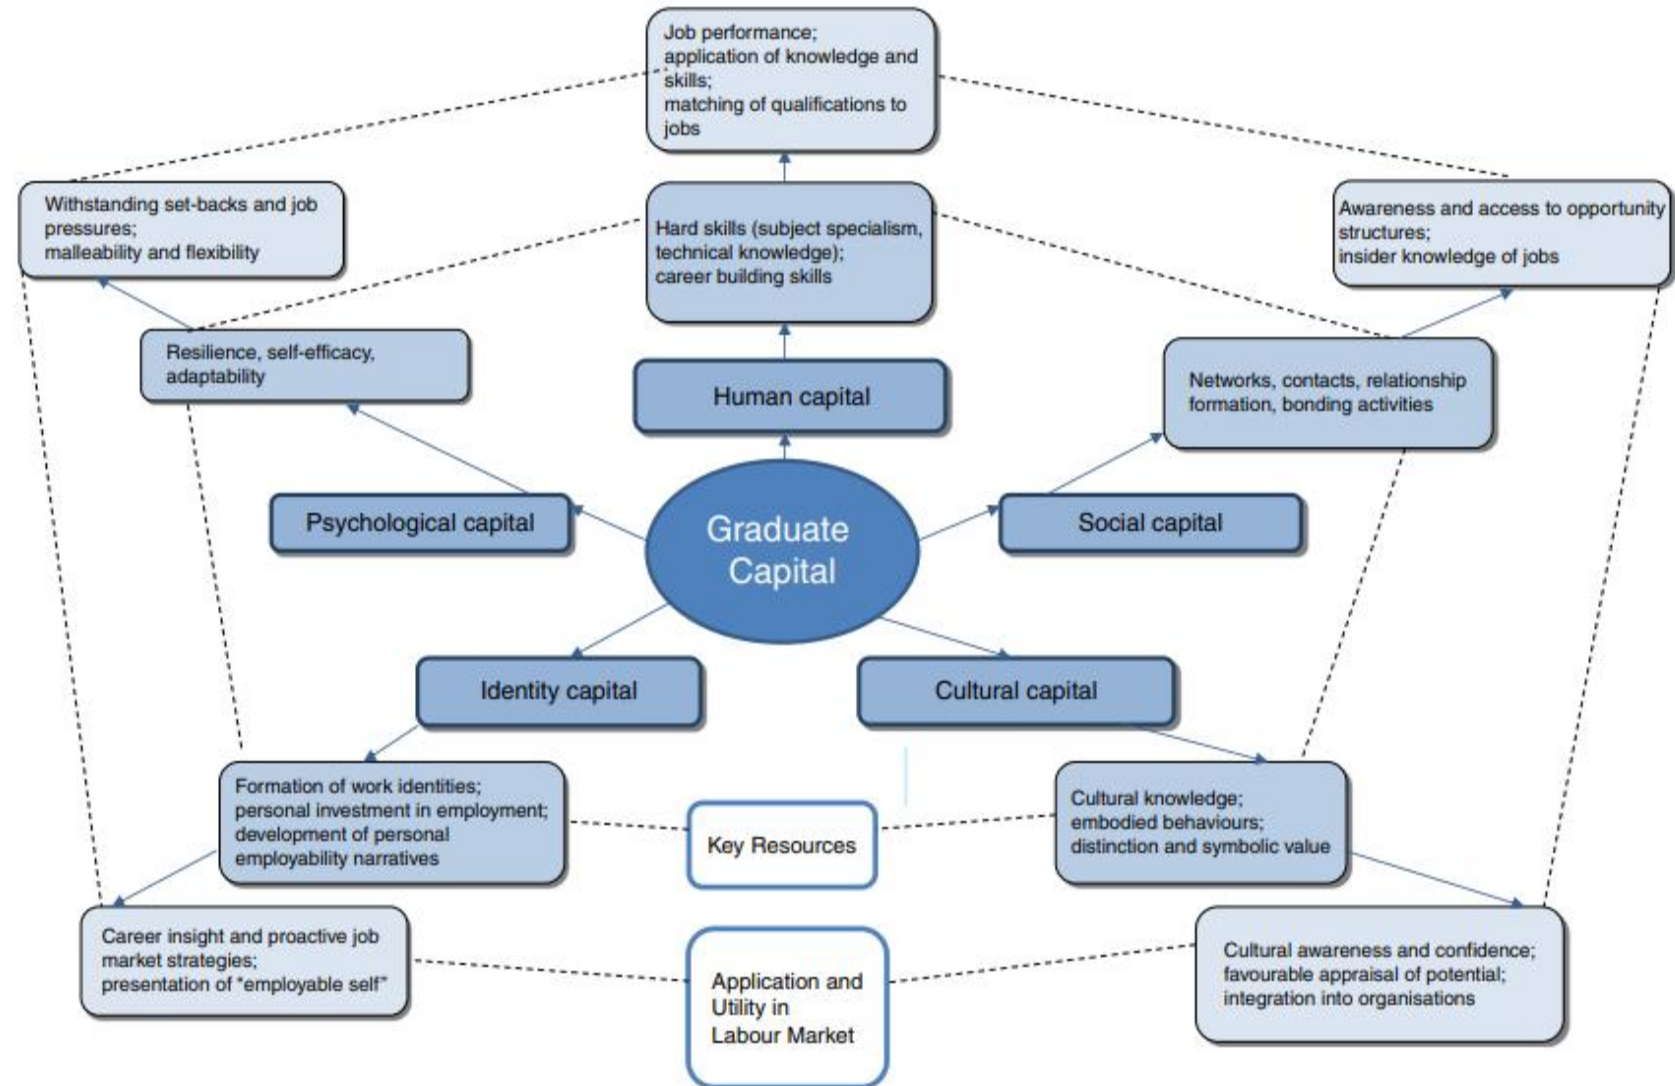 Job performance;
application of knowledge and
skills;
matching of qualifications to
jobs
Withstanding set-backs and job
pressures;
malleability and flexibility
Hard skills (subject specialism,
technical knowledge);
career building skills
Awareness and access to opportunity
structures;
insider knowledge of jobs
Resilience, self-efficacy,
adaptability
Human capital
Networks, contacts, relationship
formation, bonding activities
Psychological capital
Graduate
Capital
Social capital
Identity capital
Cultural capital
Formation of work identities;
personal investment in employment;
development of personal
employability narratives
Key Resources
Cultural knowledge;
embodied behaviours;
distinction and symbolic value
Career insight and proactive job
market strategies;
presentation of "employable self"
Application and
Utility in
Labour Market
Cultural awareness and confidence;
favourable appraisal of potential;
integration into organisations